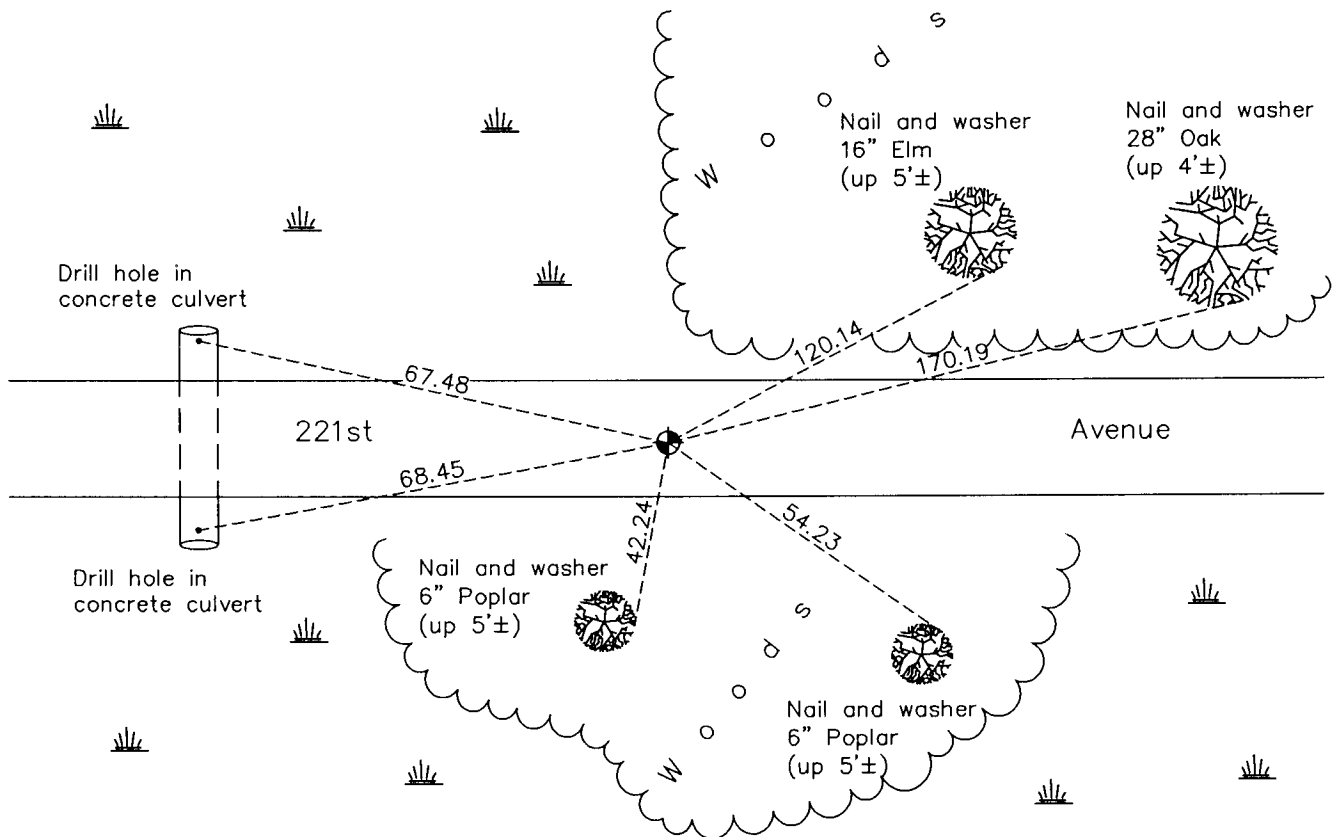 Woods
Nail and washer
16" Elm
(up 5'±)
Nail and washer
28" Oak
(up 4'±)
Drill hole in
concrete culvert
120.14
170.19
67.48
221st
Avenue
68.45
42.24
54.23
Drill hole in
concrete culvert
Nail and washer
6" Poplar
(up 5'±)
Woods
Nail and washer
6" Poplar
(up 5'±)